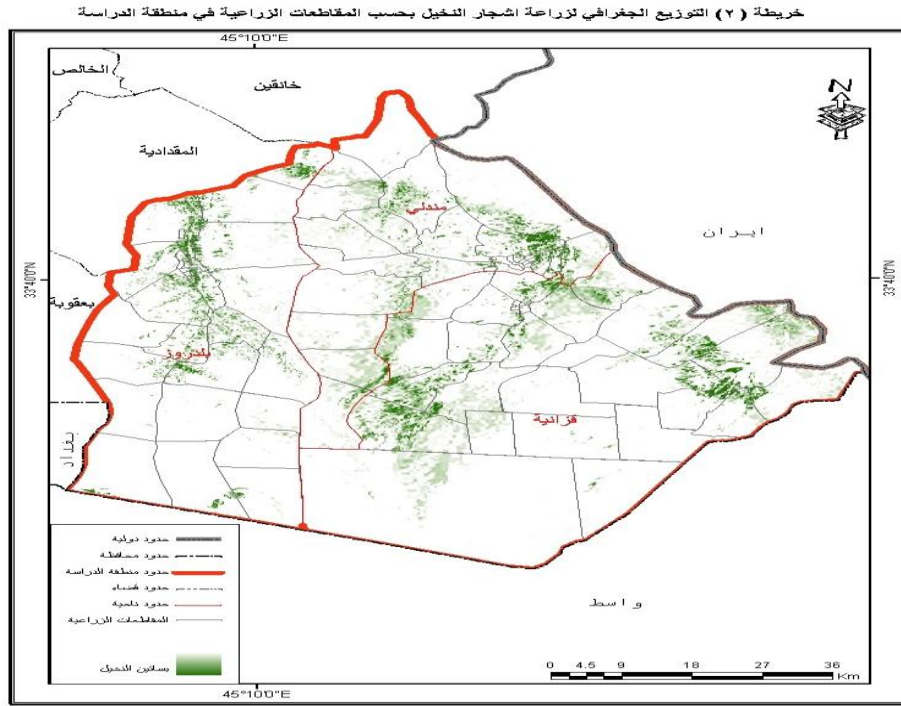 خريطة (٢) التوزيع الجغرافي لزراعة اشجار النخيل بحسب المقاطعات الزراعية في منطقة الدراسة
45°10'0"E
الخالص
خانقين
N
المقدادية
مندلي
ايران
33°40'0"N
33°40'0"N
بعقوبة
بلدروز
قزانية
بغداد
حدود دولية
حدود محافظة
حدود منطقة الدراسة
حدود قضاء
حدود ناحية
المقاطعات الزراعية
بساتين النخيل
واسط
0 4.5 9 18 27 36
Km
45°10'0"E